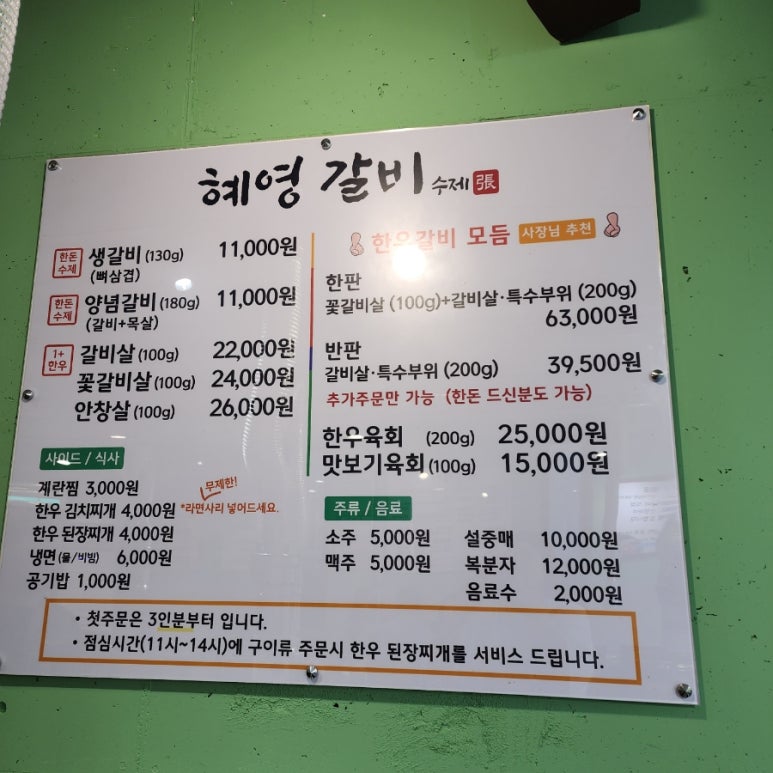 혜영 갈비 수제 張
한돈 수제 생갈비 (130g) 11,000원
(뼈삼겹)
한돈 수제 양념갈비 (180g) 11,000원
(갈비+목살)
1+ 한우 갈비살 (100g) 22,000원
꽃갈비살 (100g) 24,000원
안창살 (100g) 26,000원
사이드 / 식사
계란찜 3,000원
무제한!
한우 김치찌개 4,000원 *라면사리 넣어드세요.
한우 된장찌개 4,000원
냉면 (물/비빔) 6,000원
공기밥 1,000원
한우갈비 모듬 사장님 추천
한판
꽃갈비살 (100g)+갈비살·특수부위 (200g)
63,000원
반판
갈비살·특수부위 (200g) 39,500원
추가주문만 가능 (한돈 드신분도 가능)
한우육회 (200g) 25,000원
맛보기육회 (100g) 15,000원
주류 / 음료
소주 5,000원 설중매 10,000원
맥주 5,000원 복분자 12,000원
음료수 2,000원
• 첫주문은 3인분부터 입니다.
• 점심시간(11시~14시)에 구이류 주문시 한우 된장찌개를 서비스 드립니다.